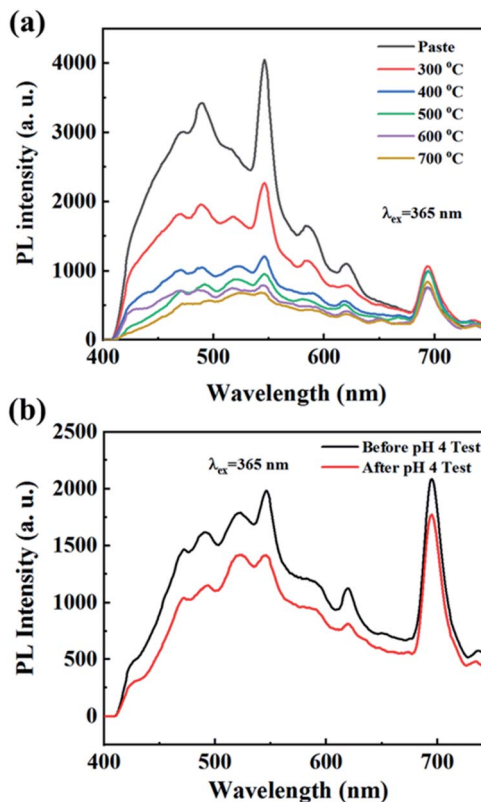 (a)
4000
3000
2000
1000
0
PL intensity (a. u.)
Paste
300 °C
400 °C
500 °C
600 °C
700 °C
λex=365 nm
400 500 600 700
Wavelength (nm)
(b)
2500
2000
1500
1000
500
0
PL Intensity (a. u.)
λex=365 nm
Before pH 4 Test
After pH 4 Test
400 500 600 700
Wavelength (nm)